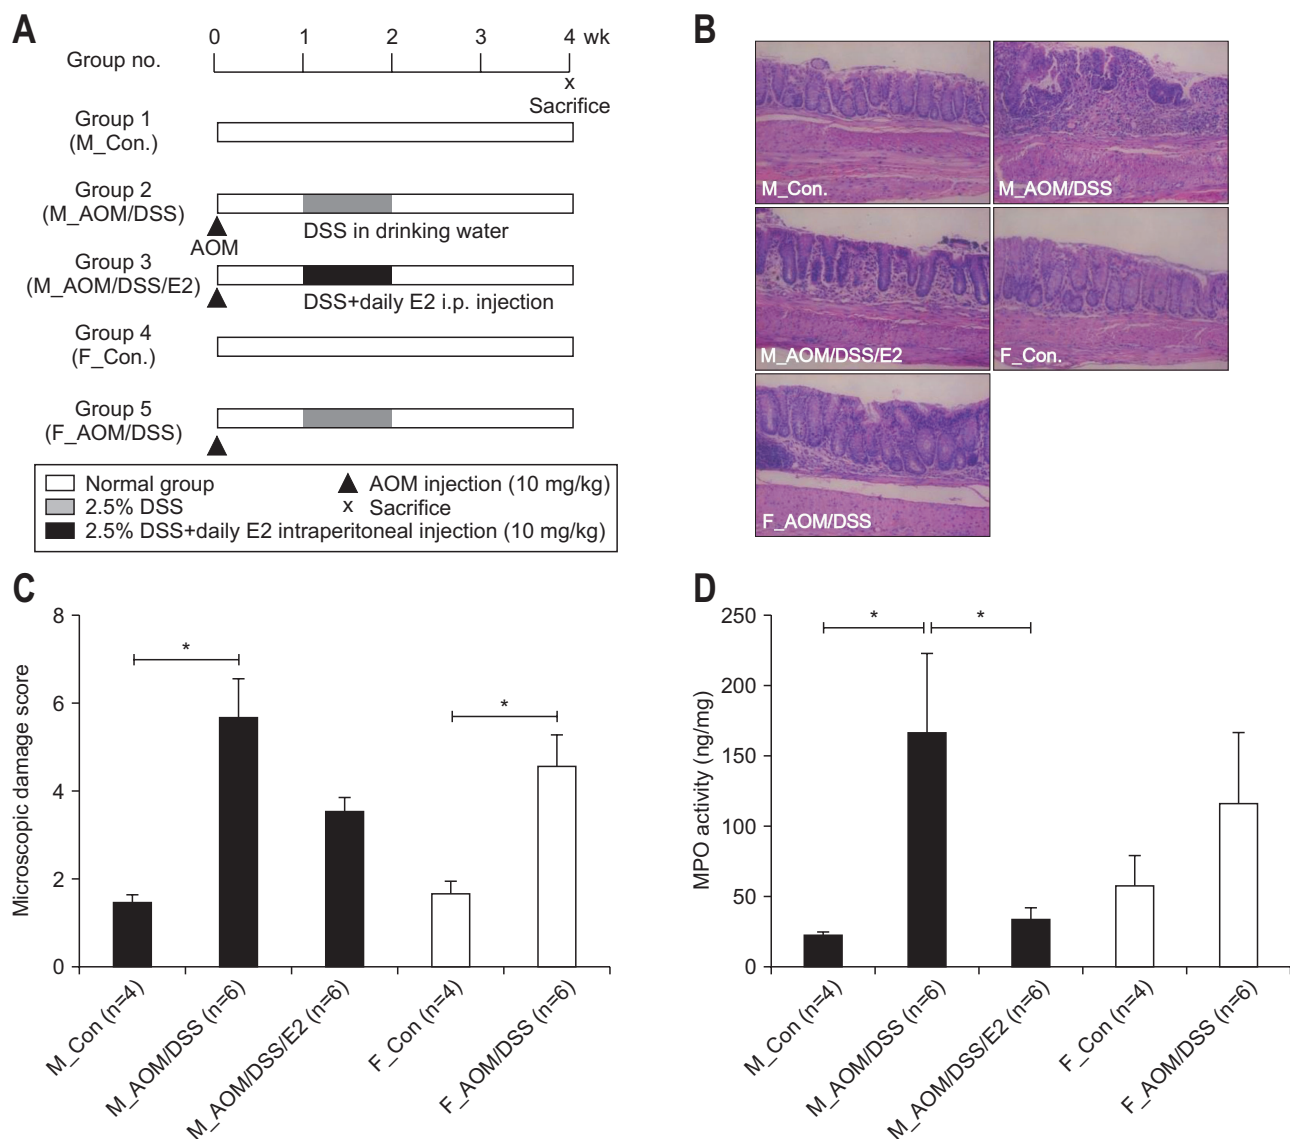 A
0 1 2 3 4 wk
Group no.
x
Sacrifice
Group 1
(M_Con.)
Group 2
(M_AOM/DSS)
AOM
DSS in drinking water
Group 3
(M_AOM/DSS/E2)
DSS+daily E2 i.p. injection
Group 4
(F_Con.)
Group 5
(F_AOM/DSS)
Normal group
2.5% DSS
2.5% DSS+daily E2 intraperitoneal injection (10 mg/kg)
AOM injection (10 mg/kg)
x Sacrifice
B
M_Con.
M_AOM/DSS
M_AOM/DSS/E2
F_Con.
F_AOM/DSS
C
Microscopic damage score
8
6
4
2
0
*
*
M_Con (n=4)
M_AOM/DSS (n=6)
M_AOM/DSS/E2 (n=6)
F_Con (n=4)
F_AOM/DSS (n=6)
D
MPO activity (ng/mg)
250
200
150
100
50
0
*
*
M_Con (n=4)
M_AOM/DSS (n=6)
M_AOM/DSS/E2 (n=6)
F_Con (n=4)
F_AOM/DSS (n=6)